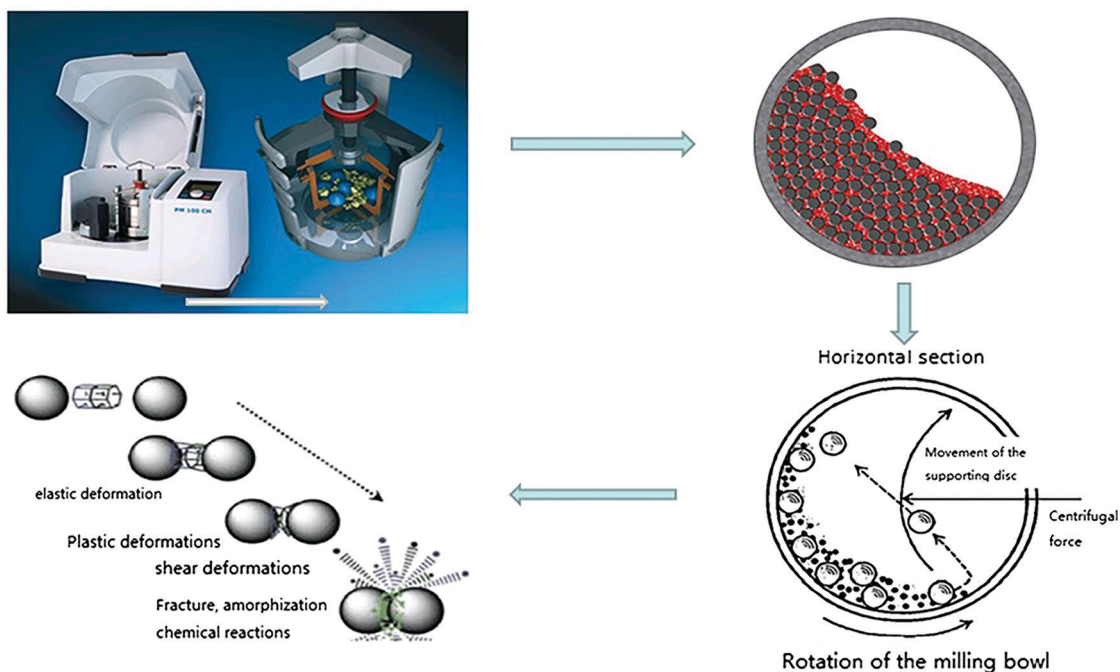 PM 100 CM
Horizontal section
Movement of the
supporting disc
Centrifugal
force
Rotation of the milling bowl
elastic deformation
Plastic deformations
shear deformations
Fracture, amorphization
chemical reactions